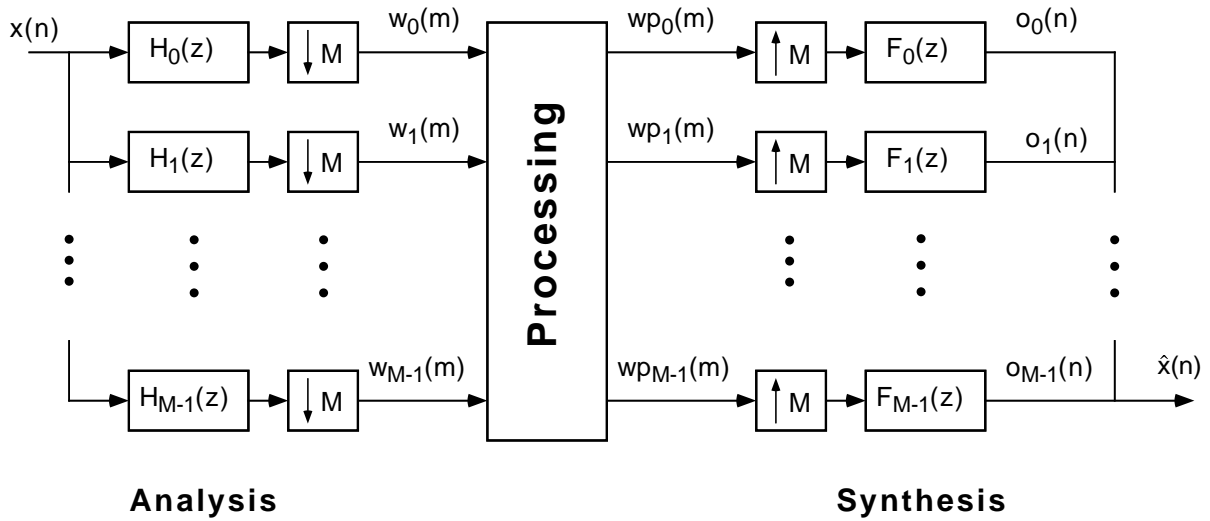 x(n) H0(z) ↓ M w0(m) wp0(m) ↑ M F0(z) o0(n)
H1(z) ↓ M w1(m) wp1(m) ↑ M F1(z) o1(n)
Processing
HM-1(z) ↓ M wM-1(m) wpM-1(m) ↑ M FM-1(z) oM-1(n) x̂(n)
Analysis Synthesis